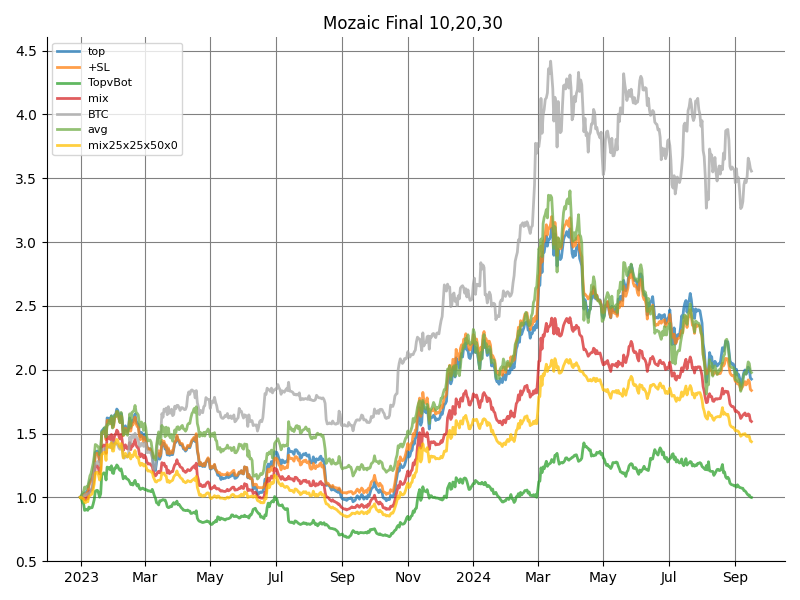 Mozaic Final 10,20,30
top
+SL
TopvBot
mix
BTC
avg
mix25x25x50x0
4.5
4.0
3.5
3.0
2.5
2.0
1.5
1.0
0.5
2023 Mar May Jul Sep Nov 2024 Mar May Jul Sep